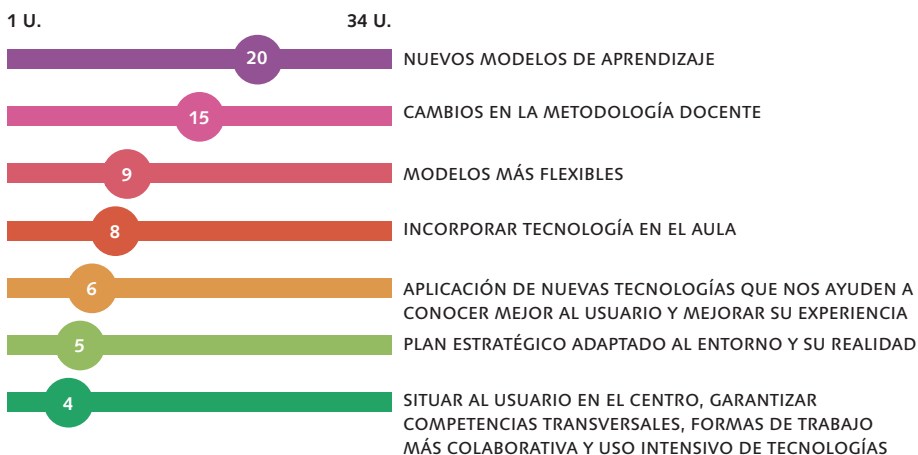 1 U. 34 U.
20 NUEVOS MODELOS DE APRENDIZAJE
15 CAMBIOS EN LA METODOLOGÍA DOCENTE
9 MODELOS MÁS FLEXIBLES
8 INCORPORAR TECNOLOGÍA EN EL AULA
6 APLICACIÓN DE NUEVAS TECNOLOGÍAS QUE NOS AYUDEN A
CONOCER MEJOR AL USUARIO Y MEJORAR SU EXPERIENCIA
5 PLAN ESTRATÉGICO ADAPTADO AL ENTORNO Y SU REALIDAD
4 SITUAR AL USUARIO EN EL CENTRO, GARANTIZAR
COMPETENCIAS TRANSVERSALES, FORMAS DE TRABAJO
MÁS COLABORATIVA Y USO INTENSIVO DE TECNOLOGÍAS